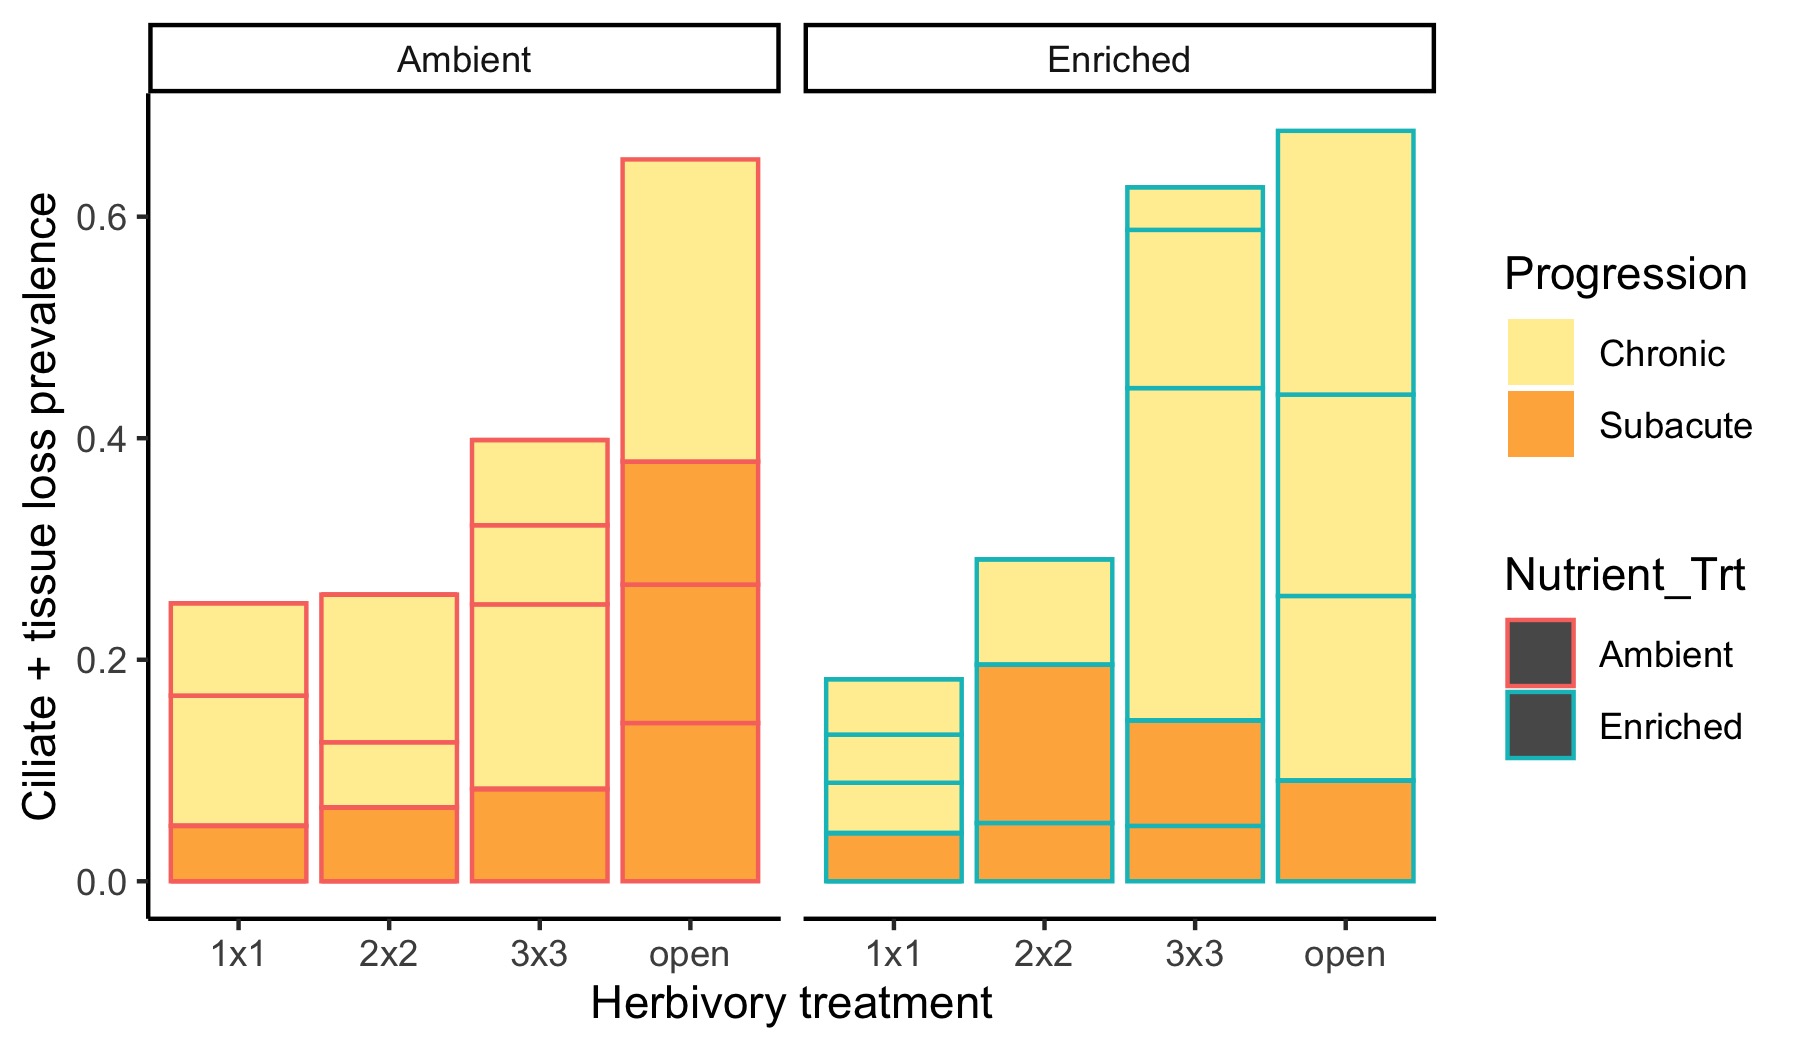 Ambient
Enriched
Ciliate + tissue loss prevalence
0.6
0.4
0.2
0.0
1x1 2x2 3x3 open
1x1 2x2 3x3 open
Herbivory treatment
Progression
Chronic
Subacute
Nutrient_Trt
Ambient
Enriched